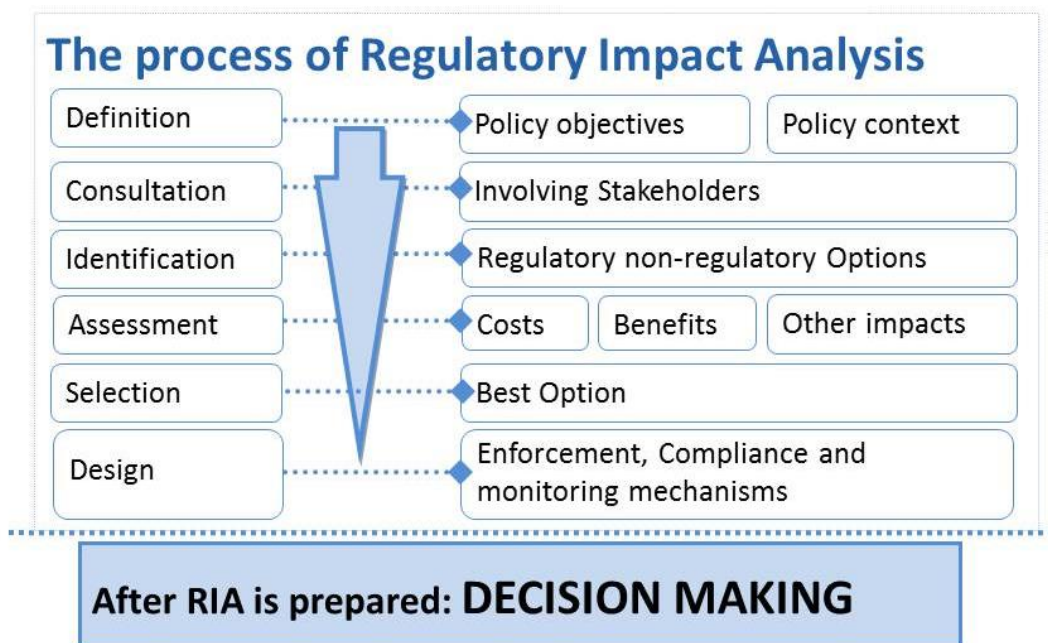 The process of Regulatory Impact Analysis
Definition
Policy objectives
Policy context
Consultation
Involving Stakeholders
Identification
Regulatory non-regulatory Options
Assessment
Costs
Benefits
Other impacts
Selection
Best Option
Design
Enforcement, Compliance and
monitoring mechanisms
After RIA is prepared: DECISION MAKING